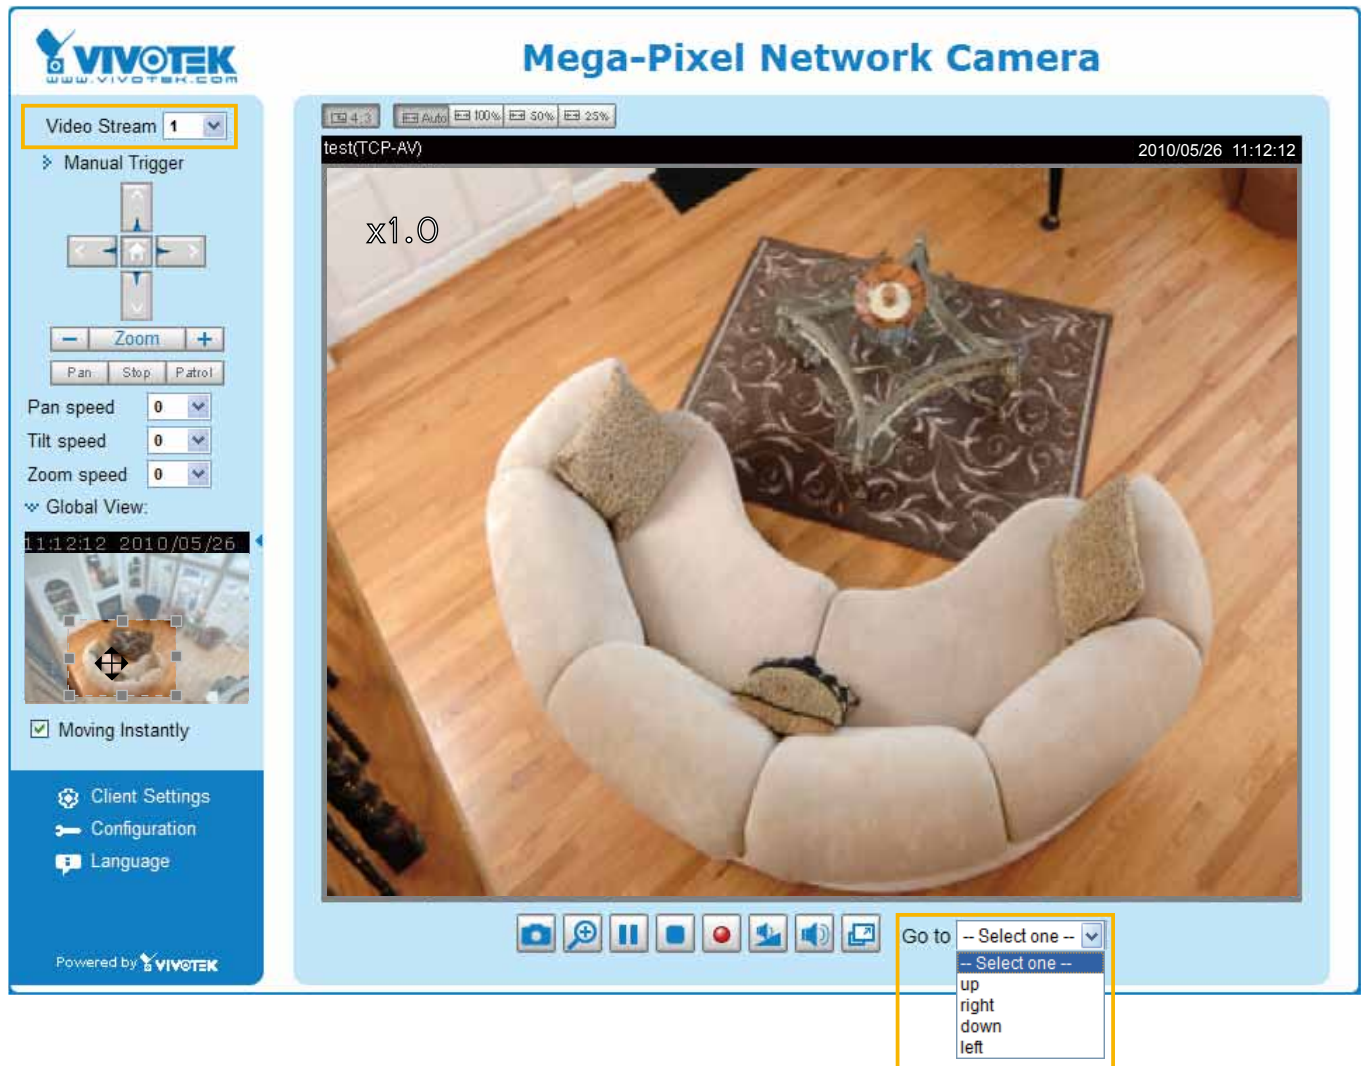 VIVOTEK
www.vivotek.com
Mega-Pixel Network Camera
Video Stream 1
Manual Trigger
Zoom
Pan Stop Patrol
Pan speed 0
Tilt speed 0
Zoom speed 0
Global View:
11:12:12 2010/05/26
Moving Instantly
Client Settings
Configuration
Language
Powered by VIVOTEK
4:3 Auto 100% 50% 25%
test(TCP-AV) 2010/05/26 11:12:12
x1.0
Go to -- Select one --
-- Select one --
up
right
down
left